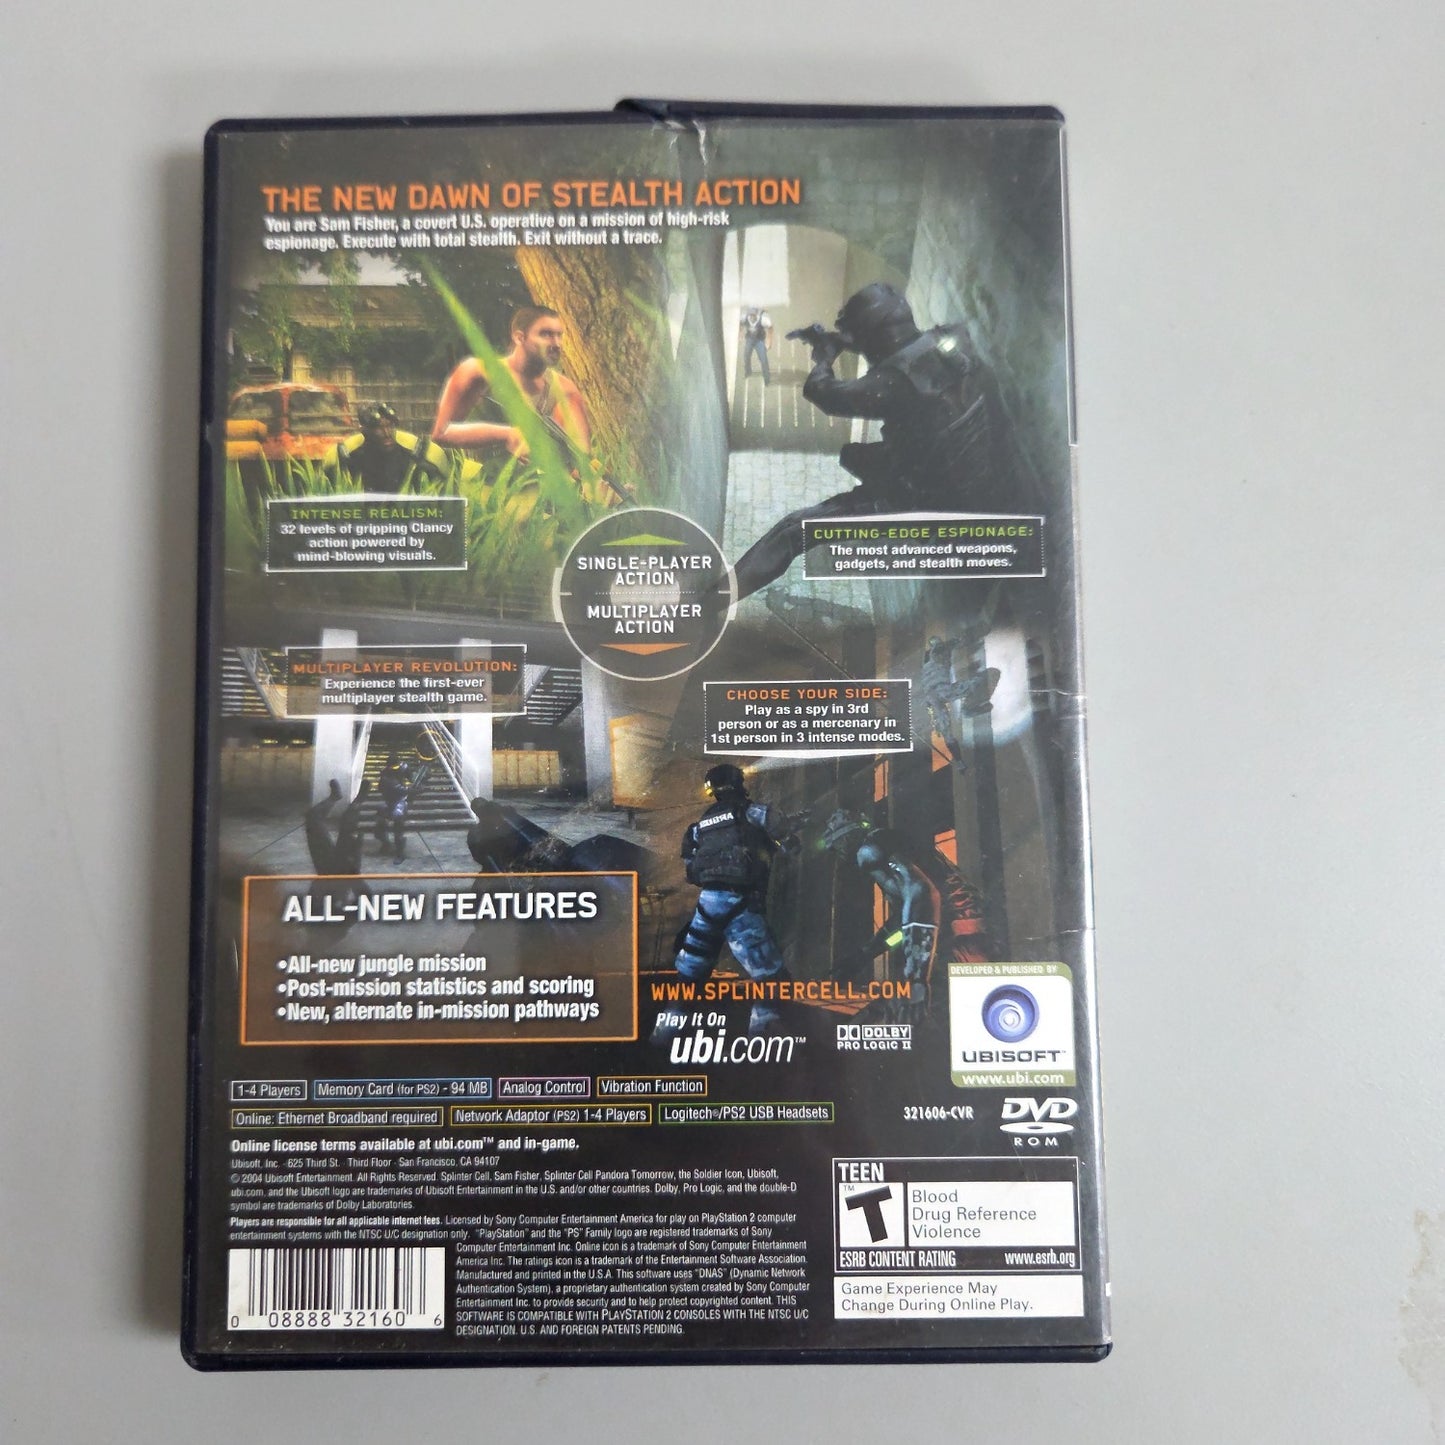 THE NEW DAWN OF STEALTH ACTION
You are Sam Fisher, a covert U.S. operative on a mission of high-risk
espionage. Execute with total stealth. Exit without a trace.
INTENSE REALISM:
32 levels of gripping Clancy
action powered by
mind-blowing visuals.
CUTTING-EDGE ESPIONAGE:
The most advanced weapons,
gadgets, and stealth moves.
SINGLE-PLAYER
ACTION
MULTIPLAYER
ACTION
MULTIPLAYER REVOLUTION:
Experience the first-ever
multiplayer stealth game.
CHOOSE YOUR SIDE:
Play as a spy in 3rd
person or as a mercenary in
1st person in 3 intense modes.
ALL-NEW FEATURES
•All-new jungle mission
•Post-mission statistics and scoring
•New, alternate in-mission pathways
WWW.SPLINTERCELL.COM
Play It On
ubi.com™
DOLBY
PRO LOGIC II
DEVELOPED & PUBLISHED BY
UBISOFT™
www.ubi.com
1-4 Players
Memory Card (for PS2) - 94 MB
Analog Control
Vibration Function
Online: Ethernet Broadband required
Network Adaptor (PS2) 1-4 Players
Logitech®/PS2 USB Headsets
321606-CVR
DVD
ROM
Online license terms available at ubi.com™ and in-game.
Ubisoft, Inc. · 625 Third St. · Third Floor · San Francisco, CA 94107
© 2004 Ubisoft Entertainment. All Rights Reserved. Splinter Cell, Sam Fisher, Splinter Cell Pandora Tomorrow, the Soldier Icon, Ubisoft,
ubi.com, and the Ubisoft logo are trademarks of Ubisoft Entertainment in the U.S. and/or other countries. Dolby, Pro Logic, and the double-D
symbol are trademarks of Dolby Laboratories.
Players are responsible for all applicable internet fees. Licensed by Sony Computer Entertainment America for play on PlayStation 2 computer
entertainment systems with the NTSC U/C designation only. "PlayStation" and the "PS" Family logo are registered trademarks of Sony
Computer Entertainment Inc. Online icon is a trademark of Sony Computer Entertainment
America Inc. The ratings icon is a trademark of the Entertainment Software Association.
Manufactured and printed in the U.S.A. This software uses "DNAS" (Dynamic Network
Authentication System), a proprietary authentication system created by Sony Computer
Entertainment Inc. to provide security and to help protect copyrighted content. THIS
SOFTWARE IS COMPATIBLE WITH PLAYSTATION 2 CONSOLES WITH THE NTSC U/C
DESIGNATION. U.S. AND FOREIGN PATENTS PENDING.
0 08888 32160 6
TEEN
T™
Blood
Drug Reference
Violence
ESRB CONTENT RATING www.esrb.org
Game Experience May
Change During Online Play.